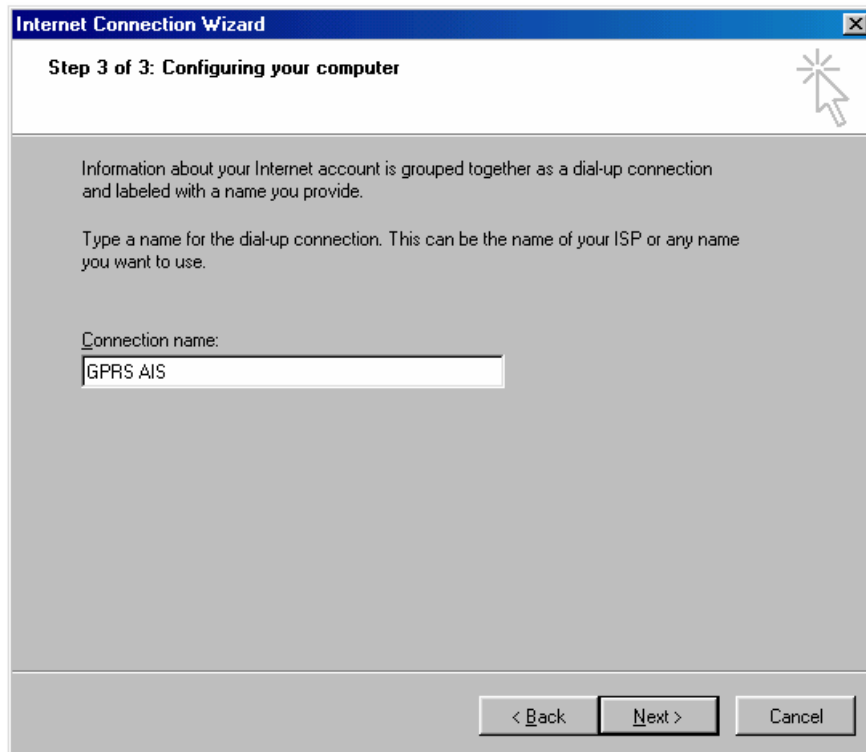 Internet Connection Wizard
Step 3 of 3: Configuring your computer
Information about your Internet account is grouped together as a dial-up connection
and labeled with a name you provide.
Type a name for the dial-up connection. This can be the name of your ISP or any name
you want to use.
Connection name:
GPRS AIS
< Back Next > Cancel